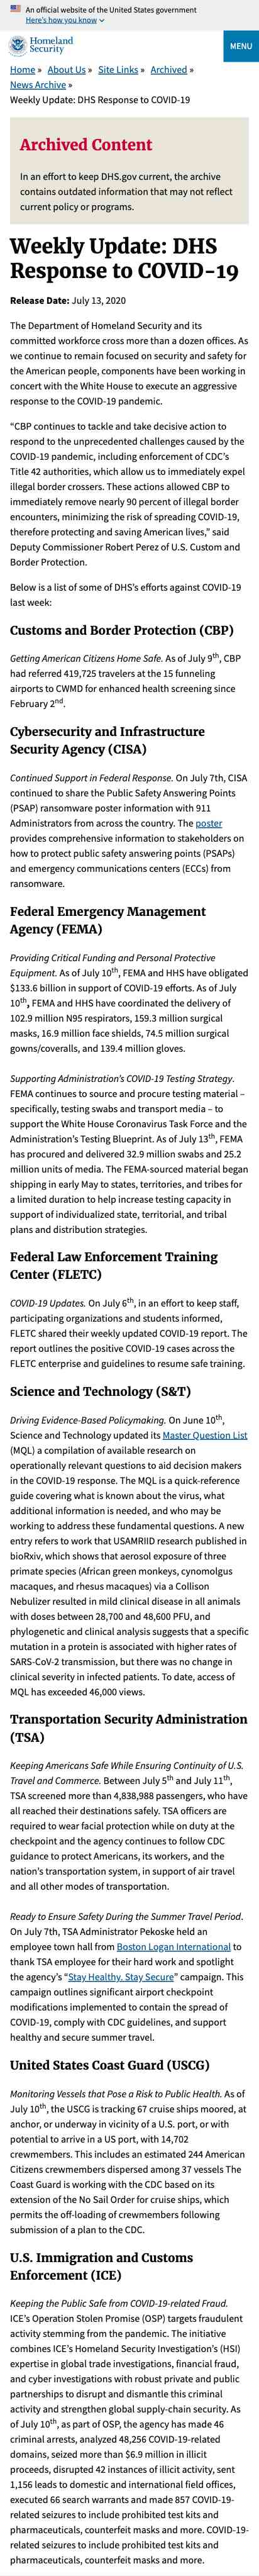 An official website of the United States government
Here's how you know
Homeland
Security
MENU
Home » About Us » Site Links » Archived »
News Archive »
Weekly Update: DHS Response to COVID-19
Archived Content
In an effort to keep DHS.gov current, the archive
contains outdated information that may not reflect
current policy or programs.
Weekly Update: DHS
Response to COVID-19
Release Date: July 13, 2020
The Department of Homeland Security and its
committed workforce cross more than a dozen offices. As
we continue to remain focused on security and safety for
the American people, components have been working in
concert with the White House to execute an aggressive
response to the COVID-19 pandemic.
“CBP continues to tackle and take decisive action to
respond to the unprecedented challenges caused by the
COVID-19 pandemic, including enforcement of CDC’s
Title 42 authorities, which allow us to immediately expel
illegal border crossers. These actions allowed CBP to
immediately remove nearly 90 percent of illegal border
encounters, minimizing the risk of spreading COVID-19,
therefore protecting and saving American lives,” said
Deputy Commissioner Robert Perez of U.S. Custom and
Border Protection.
Below is a list of some of DHS’s efforts against COVID-19
last week:
Customs and Border Protection (CBP)
Getting American Citizens Home Safe. As of July 9th, CBP
had referred 419,725 travelers at the 15 funneling
airports to CWMD for enhanced health screening since
February 2nd.
Cybersecurity and Infrastructure
Security Agency (CISA)
Continued Support in Federal Response. On July 7th, CISA
continued to share the Public Safety Answering Points
(PSAP) ransomware poster information with 911
Administrators from across the country. The poster
provides comprehensive information to stakeholders on
how to protect public safety answering points (PSAPs)
and emergency communications centers (ECCs) from
ransomware.
Federal Emergency Management
Agency (FEMA)
Providing Critical Funding and Personal Protective
Equipment. As of July 10th, FEMA and HHS have obligated
$133.6 billion in support of COVID-19 efforts. As of July
10th, FEMA and HHS have coordinated the delivery of
102.9 million N95 respirators, 159.3 million surgical
masks, 16.9 million face shields, 74.5 million surgical
gowns/coveralls, and 139.4 million gloves.
Supporting Administration’s COVID-19 Testing Strategy.
FEMA continues to source and procure testing material –
specifically, testing swabs and transport media – to
support the White House Coronavirus Task Force and the
Administration’s Testing Blueprint. As of July 13th, FEMA
has procured and delivered 32.9 million swabs and 25.2
million units of media. The FEMA-sourced material began
shipping in early May to states, territories, and tribes for
a limited duration to help increase testing capacity in
support of individualized state, territorial, and tribal
plans and distribution strategies.
Federal Law Enforcement Training
Center (FLETC)
COVID-19 Updates. On July 6th, in an effort to keep staff,
participating organizations and students informed,
FLETC shared their weekly updated COVID-19 report. The
report outlines the positive COVID-19 cases across the
FLETC enterprise and guidelines to resume safe training.
Science and Technology (S&T)
Driving Evidence-Based Policymaking. On June 10th,
Science and Technology updated its Master Question List
(MQL) a compilation of available research on
operationally relevant questions to aid decision makers
in the COVID-19 response. The MQL is a quick-reference
guide covering what is known about the virus, what
additional information is needed, and who may be
working to address these fundamental questions. A new
entry refers to work that USAMRIID research published in
bioRxiv, which shows that aerosol exposure of three
primate species (African green monkeys, cynomolgus
macaques, and rhesus macaques) via a Collison
Nebulizer resulted in mild clinical disease in all animals
with doses between 28,700 and 48,600 PFU, and
phylogenetic and clinical analysis suggests that a specific
mutation in a protein is associated with higher rates of
SARS-CoV-2 transmission, but there was no change in
clinical severity in infected patients. To date, access of
MQL has exceeded 46,000 views.
Transportation Security Administration
(TSA)
Keeping Americans Safe While Ensuring Continuity of U.S.
Travel and Commerce. Between July 5th and July 11th,
TSA screened more than 4,838,988 passengers, who have
all reached their destinations safely. TSA officers are
required to wear facial protection while on duty at the
checkpoint and the agency continues to follow CDC
guidance to protect Americans, its workers, and the
nation’s transportation system, in support of air travel
and all other modes of transportation.
Ready to Ensure Safety During the Summer Travel Period.
On July 7th, TSA Administrator Pekoske held an
employee town hall from Boston Logan International to
thank TSA employee for their hard work and spotlight
the agency’s “Stay Healthy. Stay Secure” campaign. This
campaign outlines significant airport checkpoint
modifications implemented to contain the spread of
COVID-19, comply with CDC guidelines, and support
healthy and secure summer travel.
United States Coast Guard (USCG)
Monitoring Vessels that Pose a Risk to Public Health. As of
July 10th, the USCG is tracking 67 cruise ships moored, at
anchor, or underway in vicinity of a U.S. port, or with
potential to arrive in a US port, with 14,702
crewmembers. This includes an estimated 244 American
Citizens crewmembers dispersed among 37 vessels The
Coast Guard is working with the CDC based on its
extension of the No Sail Order for cruise ships, which
permits the off-loading of crewmembers following
submission of a plan to the CDC.
U.S. Immigration and Customs
Enforcement (ICE)
Keeping the Public Safe from COVID-19-related Fraud.
ICE’s Operation Stolen Promise (OSP) targets fraudulent
activity stemming from the pandemic. The initiative
combines ICE’s Homeland Security Investigation’s (HSI)
expertise in global trade investigations, financial fraud,
and cyber investigations with robust private and public
partnerships to disrupt and dismantle this criminal
activity and strengthen global supply-chain security. As
of July 10th, as part of OSP, the agency has made 46
criminal arrests, analyzed 48,256 COVID-19-related
domains, seized more than $6.9 million in illicit
proceeds, disrupted 42 instances of illicit activity, sent
1,156 leads to domestic and international field offices,
executed 66 search warrants and made 857 COVID-19-
related seizures to include prohibited test kits and
pharmaceuticals, counterfeit masks and more. COVID-19-
related seizures to include prohibited test kits and
pharmaceuticals, counterfeit masks and more.